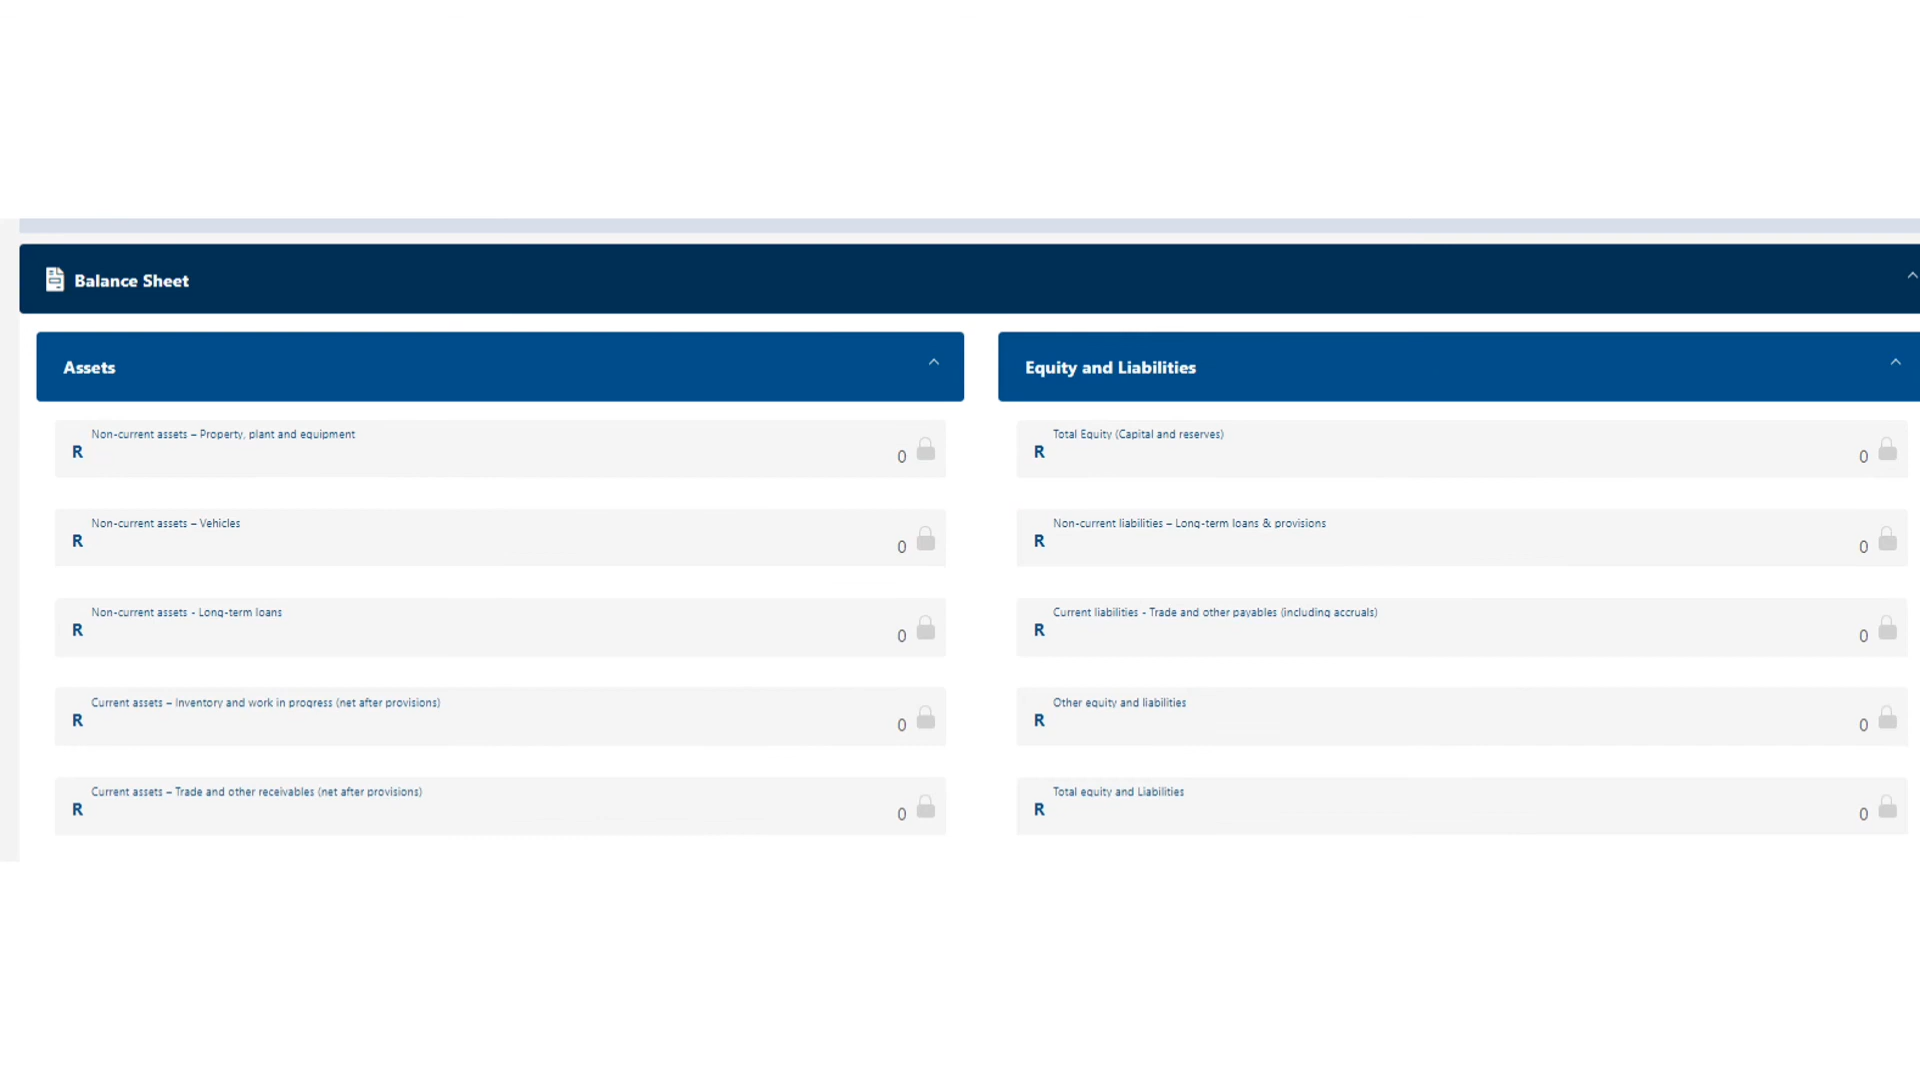 Balance Sheet
Assets
Non-current assets – Property, plant and equipment
R 0
Non-current assets – Vehicles
R 0
Non-current assets - Long-term loans
R 0
Current assets – Inventory and work in progress (net after provisions)
R 0
Current assets – Trade and other receivables (net after provisions)
R 0
Equity and Liabilities
Total Equity (Capital and reserves)
R 0
Non-current liabilities – Long-term loans & provisions
R 0
Current liabilities - Trade and other payables (including accruals)
R 0
Other equity and liabilities
R 0
Total equity and Liabilities
R 0